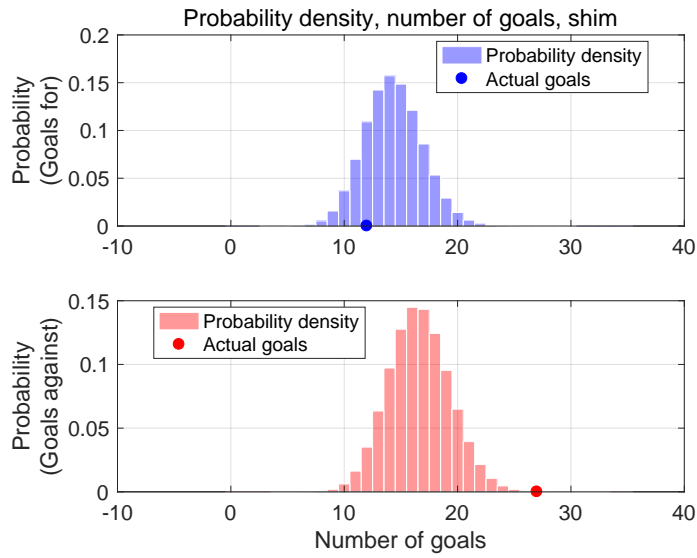 Probability density, number of goals, shim
Probability
(Goals for)
0.2
0.15
0.1
0.05
0
Probability density
Actual goals
-10 0 10 20 30 40
Probability
(Goals against)
0.15
0.1
0.05
0
Probability density
Actual goals
-10 0 10 20 30 40
Number of goals